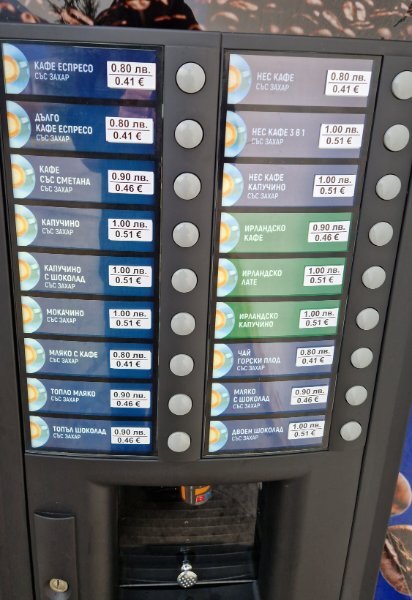 КАФЕ ЕСПРЕСО
СЪС ЗАХАР
0.80 лв.
0.41 €
ДЪЛГО
КАФЕ ЕСПРЕСО
СЪС ЗАХАР
0.80 лв.
0.41 €
КАФЕ
СЪС СМЕТАНА
СЪС ЗАХАР
0.90 лв.
0.46 €
КАПУЧИНО
СЪС ЗАХАР
1.00 лв.
0.51 €
КАПУЧИНО
С ШОКОЛАД
СЪС ЗАХАР
1.00 лв.
0.51 €
МОКАЧИНО
СЪС ЗАХАР
1.00 лв.
0.51 €
МЛЯКО С КАФЕ
СЪС ЗАХАР
0.80 лв.
0.41 €
ТОПЛО МЛЯКО
СЪС ЗАХАР
0.90 лв.
0.46 €
ТОПЪЛ ШОКОЛАД
СЪС ЗАХАР
0.90 лв.
0.46 €
НЕС КАФЕ
СЪС ЗАХАР
0.80 лв.
0.41 €
НЕС КАФЕ 3 В 1
СЪС ЗАХАР
1.00 лв.
0.51 €
НЕС КАФЕ
КАПУЧИНО
СЪС ЗАХАР
1.00 лв.
0.51 €
ИРЛАНДСКО
КАФЕ
0.90 лв.
0.46 €
ИРЛАНДСКО
ЛАТЕ
1.00 лв.
0.51 €
ИРЛАНДСКО
КАПУЧИНО
1.00 лв.
0.51 €
ЧАЙ
ГОРСКИ ПЛОД
СЪС ЗАХАР
0.80 лв.
0.41 €
МЛЯКО
С ШОКОЛАД
СЪС ЗАХАР
0.90 лв.
0.46 €
ДВОЕН ШОКОЛАД
СЪС ЗАХАР
1.00 лв.
0.51 €